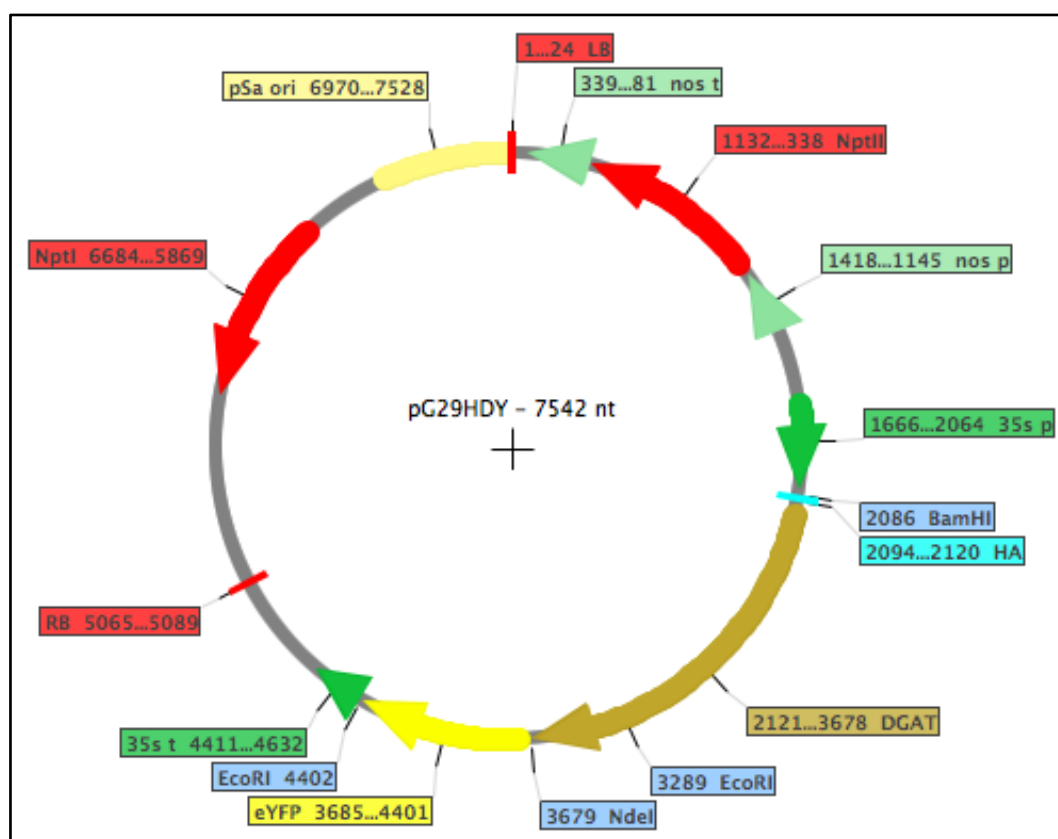 1...24 LB
pSa ori 6970...7528
339...81 nos t
1132...338 NptII
NptI 6684...5869
1418...1145 nos p
pG29HDY - 7542 nt
1666...2064 35s p
2086 BamHI
2094...2120 HA
RB 5065...5089
2121...3678 DGAT
35s t 4411...4632
EcoRI 4402
3289 EcoRI
eYFP 3685...4401
3679 NdeI